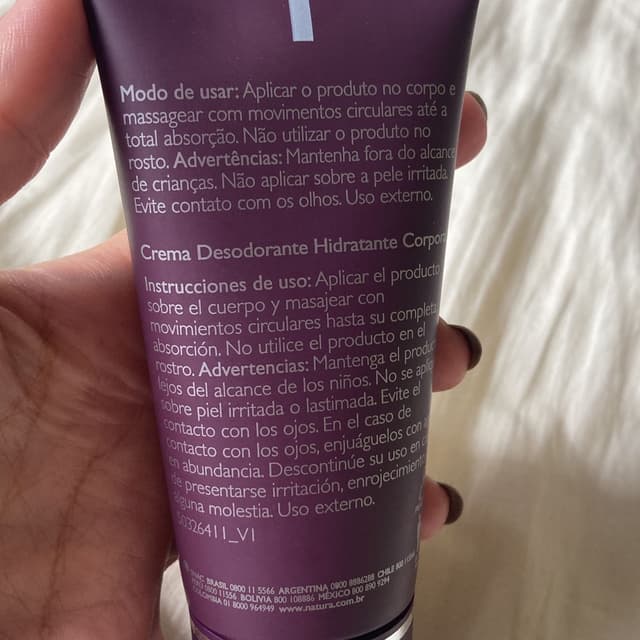 Modo de usar: Aplicar o produto no corpo e
massagear com movimentos circulares até a
total absorção. Não utilizar o produto no
rosto. Advertências: Mantenha fora do alcance
de crianças. Não aplicar sobre a pele irritada.
Evite contato com os olhos. Uso externo.
Crema Desodorante Hidratante Corpora
Instrucciones de uso: Aplicar el producto
sobre el cuerpo y masajear con
movimientos circulares hasta su completa
absorción. No utilice el producto en el
rostro. Advertencias: Mantenga el produc
lejos del alcance de los niños. No se aplic
sobre piel irritada o lastimada. Evite el
contacto con los ojos. En el caso de
contacto con los ojos, enjuáguelos con
en abundancia. Descontinúe su uso en c
de presentarse irritación, enrojecimient
alguna molestia. Uso externo.
50326411_V1
BRASIL 0800 11 5566 ARGENTINA 0800 8886288 CHILE 800
PERÚ 0800 11556 BOLIVIA 800 108886 MÉXICO 800 890 9294
COLOMBIA 01 8000 964949 www.natura.com.br